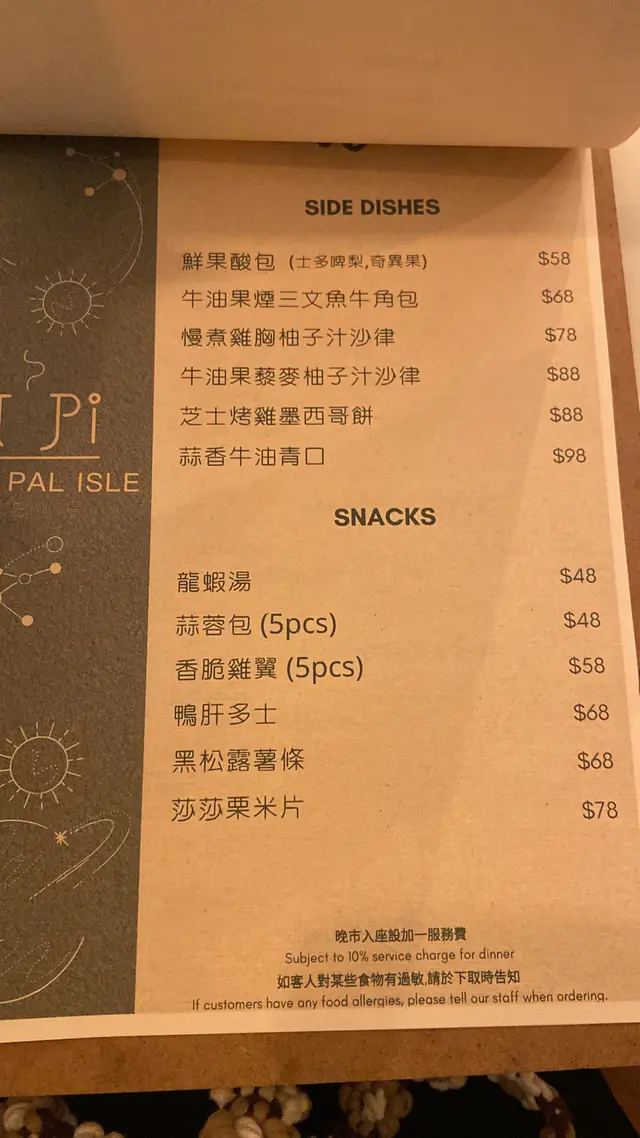 SIDE DISHES
鮮果酸包 (士多啤梨,奇異果) $58
牛油果煙三文魚牛角包 $68
慢煮雞胸柚子汁沙律 $78
牛油果藜麥柚子汁沙律 $88
芝士烤雞墨西哥餅 $88
蒜香牛油青口 $98
Pi
PAL ISLE
SNACKS
龍蝦湯 $48
蒜蓉包 (5pcs) $48
香脆雞翼 (5pcs) $58
鴨肝多士 $68
黑松露薯條 $68
莎莎栗米片 $78
晚市入座設加一服務費
Subject to 10% service charge for dinner
如客人對某些食物有過敏,請於下取時告知
If customers have any food allergies, please tell our staff when ordering.